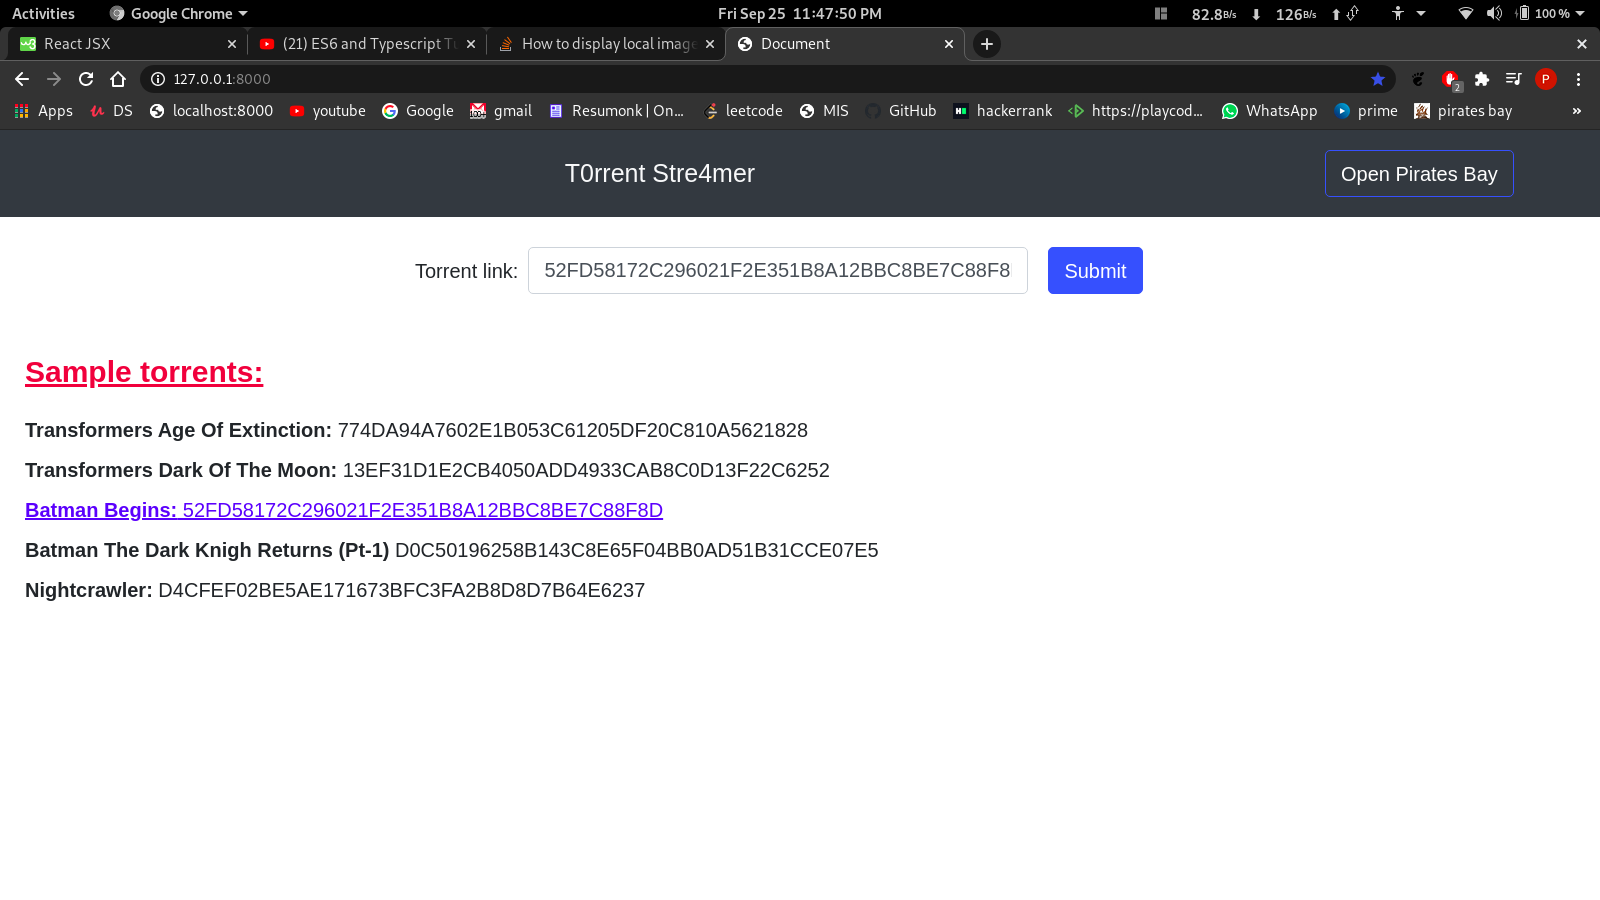 Activities Google Chrome Fri Sep 25 11:47:50 PM 82.8B/s 126B/s 100 %
React JSX (21) ES6 and Typescript Tu How to display local image Document
127.0.0.1:8000 2 P
Apps DS localhost:8000 youtube Google gmail Resumonk | On... leetcode MIS GitHub hackerrank https://playcod... WhatsApp prime pirates bay »
T0rrent Stre4mer Open Pirates Bay
Torrent link: 52FD58172C296021F2E351B8A12BBC8BE7C88F8 Submit
Sample torrents:
Transformers Age Of Extinction: 774DA94A7602E1B053C61205DF20C810A5621828
Transformers Dark Of The Moon: 13EF31D1E2CB4050ADD4933CAB8C0D13F22C6252
Batman Begins: 52FD58172C296021F2E351B8A12BBC8BE7C88F8D
Batman The Dark Knigh Returns (Pt-1) D0C50196258B143C8E65F04BB0AD51B31CCE07E5
Nightcrawler: D4CFEF02BE5AE171673BFC3FA2B8D8D7B64E6237